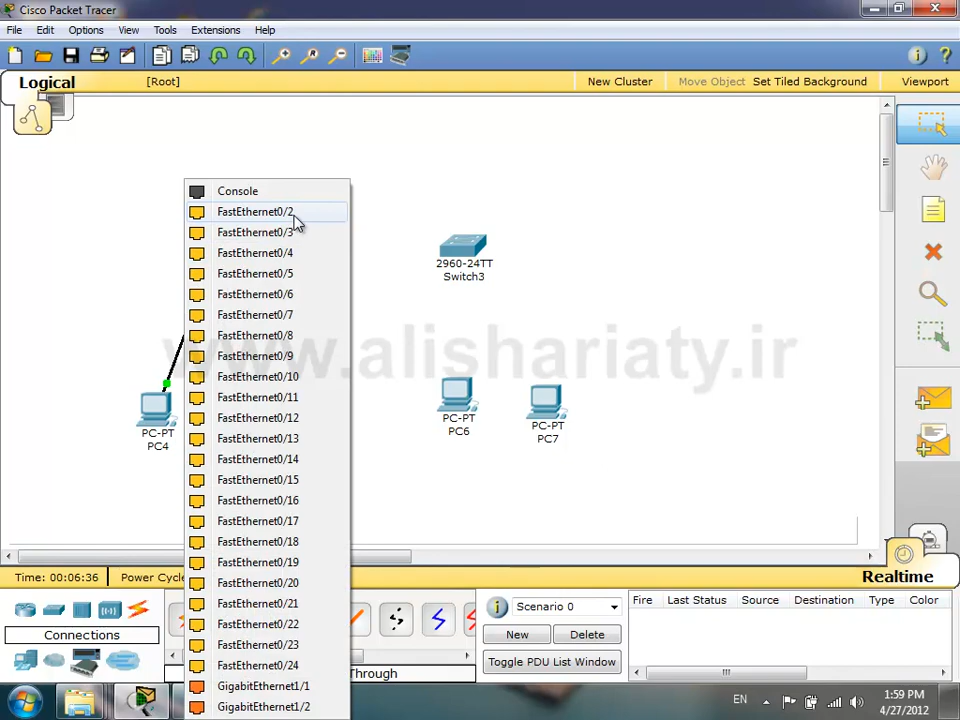 Cisco Packet Tracer
File Edit Options View Tools Extensions Help
Logical [Root] New Cluster Move Object Set Tiled Background Viewport
Console
FastEthernet0/2
FastEthernet0/3
FastEthernet0/4
FastEthernet0/5
FastEthernet0/6
FastEthernet0/7
FastEthernet0/8
FastEthernet0/9
FastEthernet0/10
FastEthernet0/11
FastEthernet0/12
FastEthernet0/13
FastEthernet0/14
FastEthernet0/15
FastEthernet0/16
FastEthernet0/17
FastEthernet0/18
FastEthernet0/19
FastEthernet0/20
FastEthernet0/21
FastEthernet0/22
FastEthernet0/23
FastEthernet0/24
GigabitEthernet1/1
GigabitEthernet1/2
2960-24TT
Switch3
www.alishariaty.ir
PC-PT
PC4
PC-PT
PC6
PC-PT
PC7
Time: 00:06:36 Power Cycle
Realtime
Connections
Through
Scenario 0
New Delete
Toggle PDU List Window
Fire Last Status Source Destination Type Color
EN
1:59 PM
4/27/2012